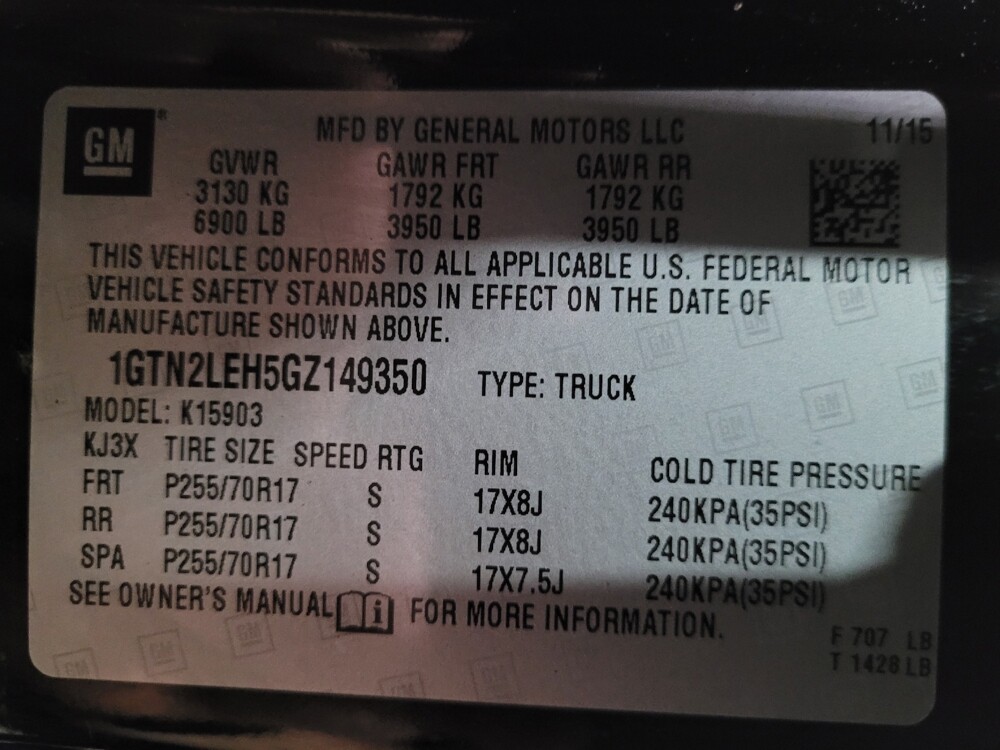 GM
MFD BY GENERAL MOTORS LLC 11/15
GVWR GAWR FRT GAWR RR
3130 KG 1792 KG 1792 KG
6900 LB 3950 LB 3950 LB
THIS VEHICLE CONFORMS TO ALL APPLICABLE U.S. FEDERAL MOTOR
VEHICLE SAFETY STANDARDS IN EFFECT ON THE DATE OF
MANUFACTURE SHOWN ABOVE.
1GTN2LEH5GZ149350 TYPE: TRUCK
MODEL: K15903
KJ3X TIRE SIZE SPEED RTG RIM COLD TIRE PRESSURE
FRT P255/70R17 S 17X8J 240KPA(35PSI)
RR P255/70R17 S 17X8J 240KPA(35PSI)
SPA P255/70R17 S 17X7.5J 240KPA(35PSI)
SEE OWNER'S MANUAL i FOR MORE INFORMATION.
F 707 LB
T 1428 LB